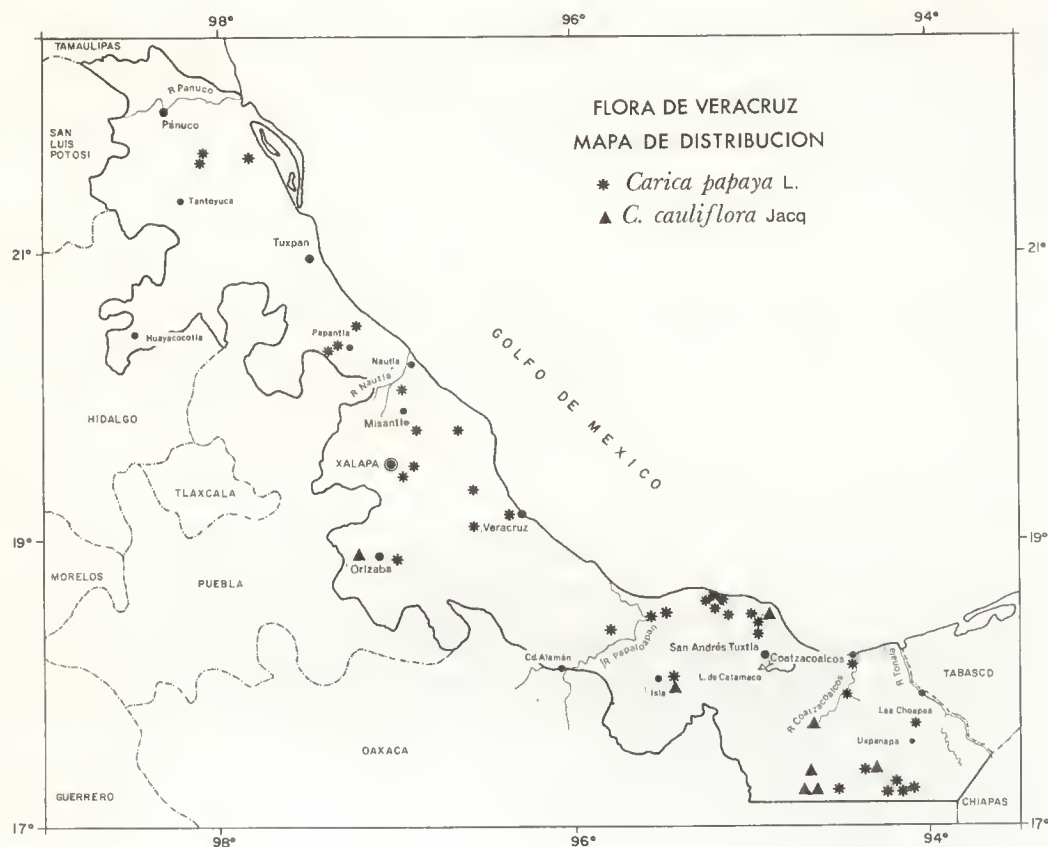 98° 96° 94°
TAMAULIPAS
R. Panuco
Pánuco
SAN
LUIS
POTOSI
FLORA DE VERACRUZ
MAPA DE DISTRIBUCION
* Carica papaya L.
▲ C. cauliflora Jacq
Tantoyuca
Tuxpan
21° 21°
GOLFO DE MEXICO
Huayacocotla
Papantla
Nautla
R Nautla
HIDALGO
Misantla
XALAPA
TLAXCALA
Veracruz
19° 19°
Orizaba
MORELOS
PUEBLA
R Papaloapan
San Andrés Tuxtla
Coatzacoalcos
Cd. Alamán
L. de Catamaco
Isla
R Tonala
TABASCO
R Coatzacoalcos
Las Choapas
Uxpanapa
OAXACA
GUERRERO
CHIAPAS
17° 17°
98° 96° 94°